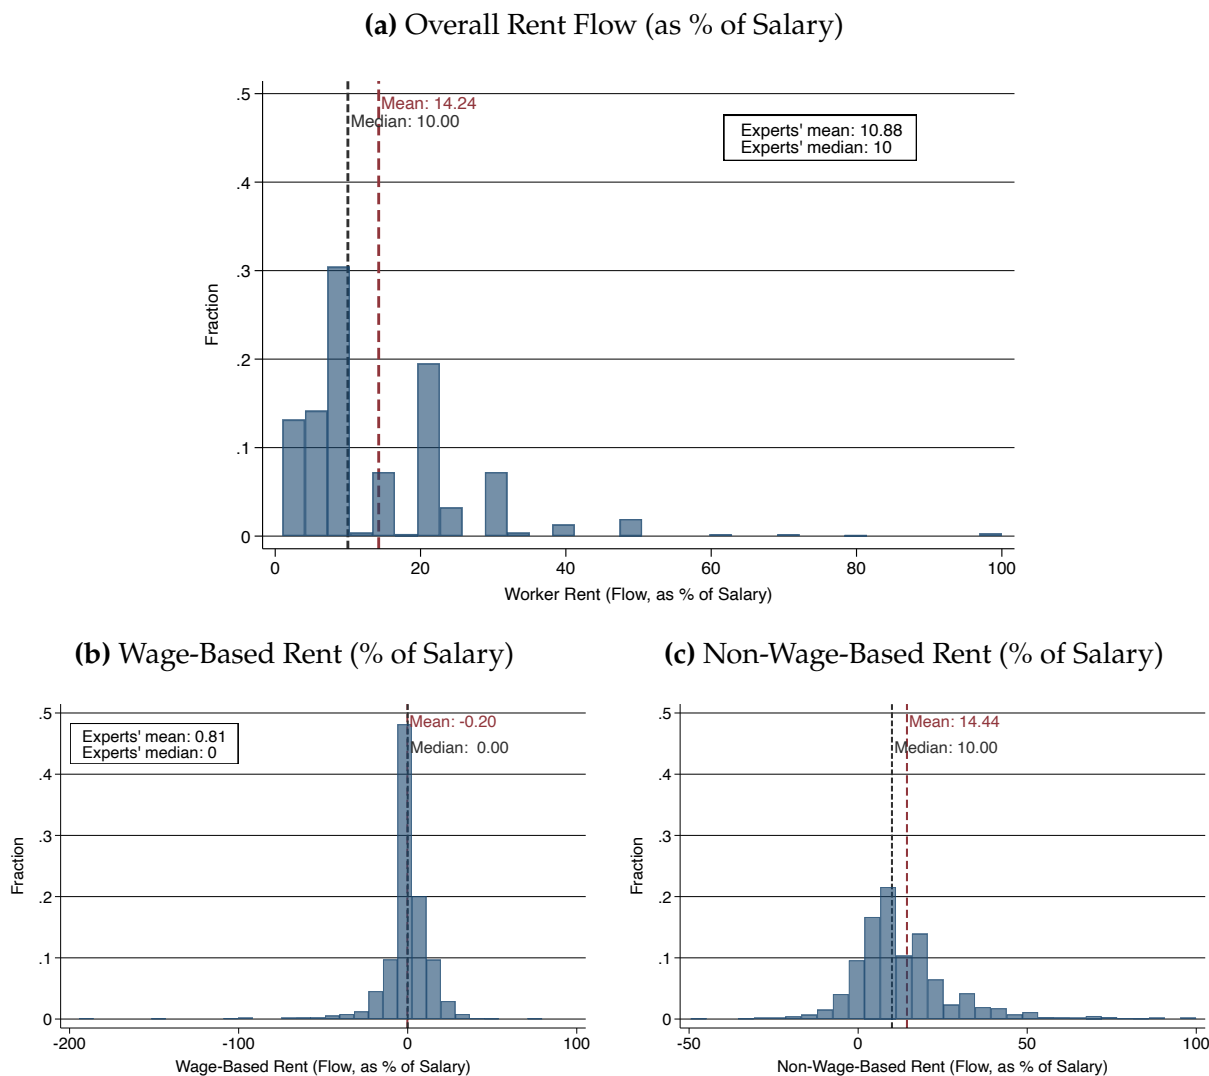 (a) Overall Rent Flow (as % of Salary)
.5
.4
.3
.2
.1
0
Fraction
Mean: 14.24
Median: 10.00
Experts' mean: 10.88
Experts' median: 10
0 20 40 60 80 100
Worker Rent (Flow, as % of Salary)
(b) Wage-Based Rent (% of Salary)
.5
.4
.3
.2
.1
0
Fraction
Experts' mean: 0.81
Experts' median: 0
Mean: -0.20
Median: 0.00
-200 -100 0 100
Wage-Based Rent (Flow, as % of Salary)
(c) Non-Wage-Based Rent (% of Salary)
.5
.4
.3
.2
.1
0
Fraction
Mean: 14.44
Median: 10.00
-50 0 50 100
Non-Wage-Based Rent (Flow, as % of Salary)